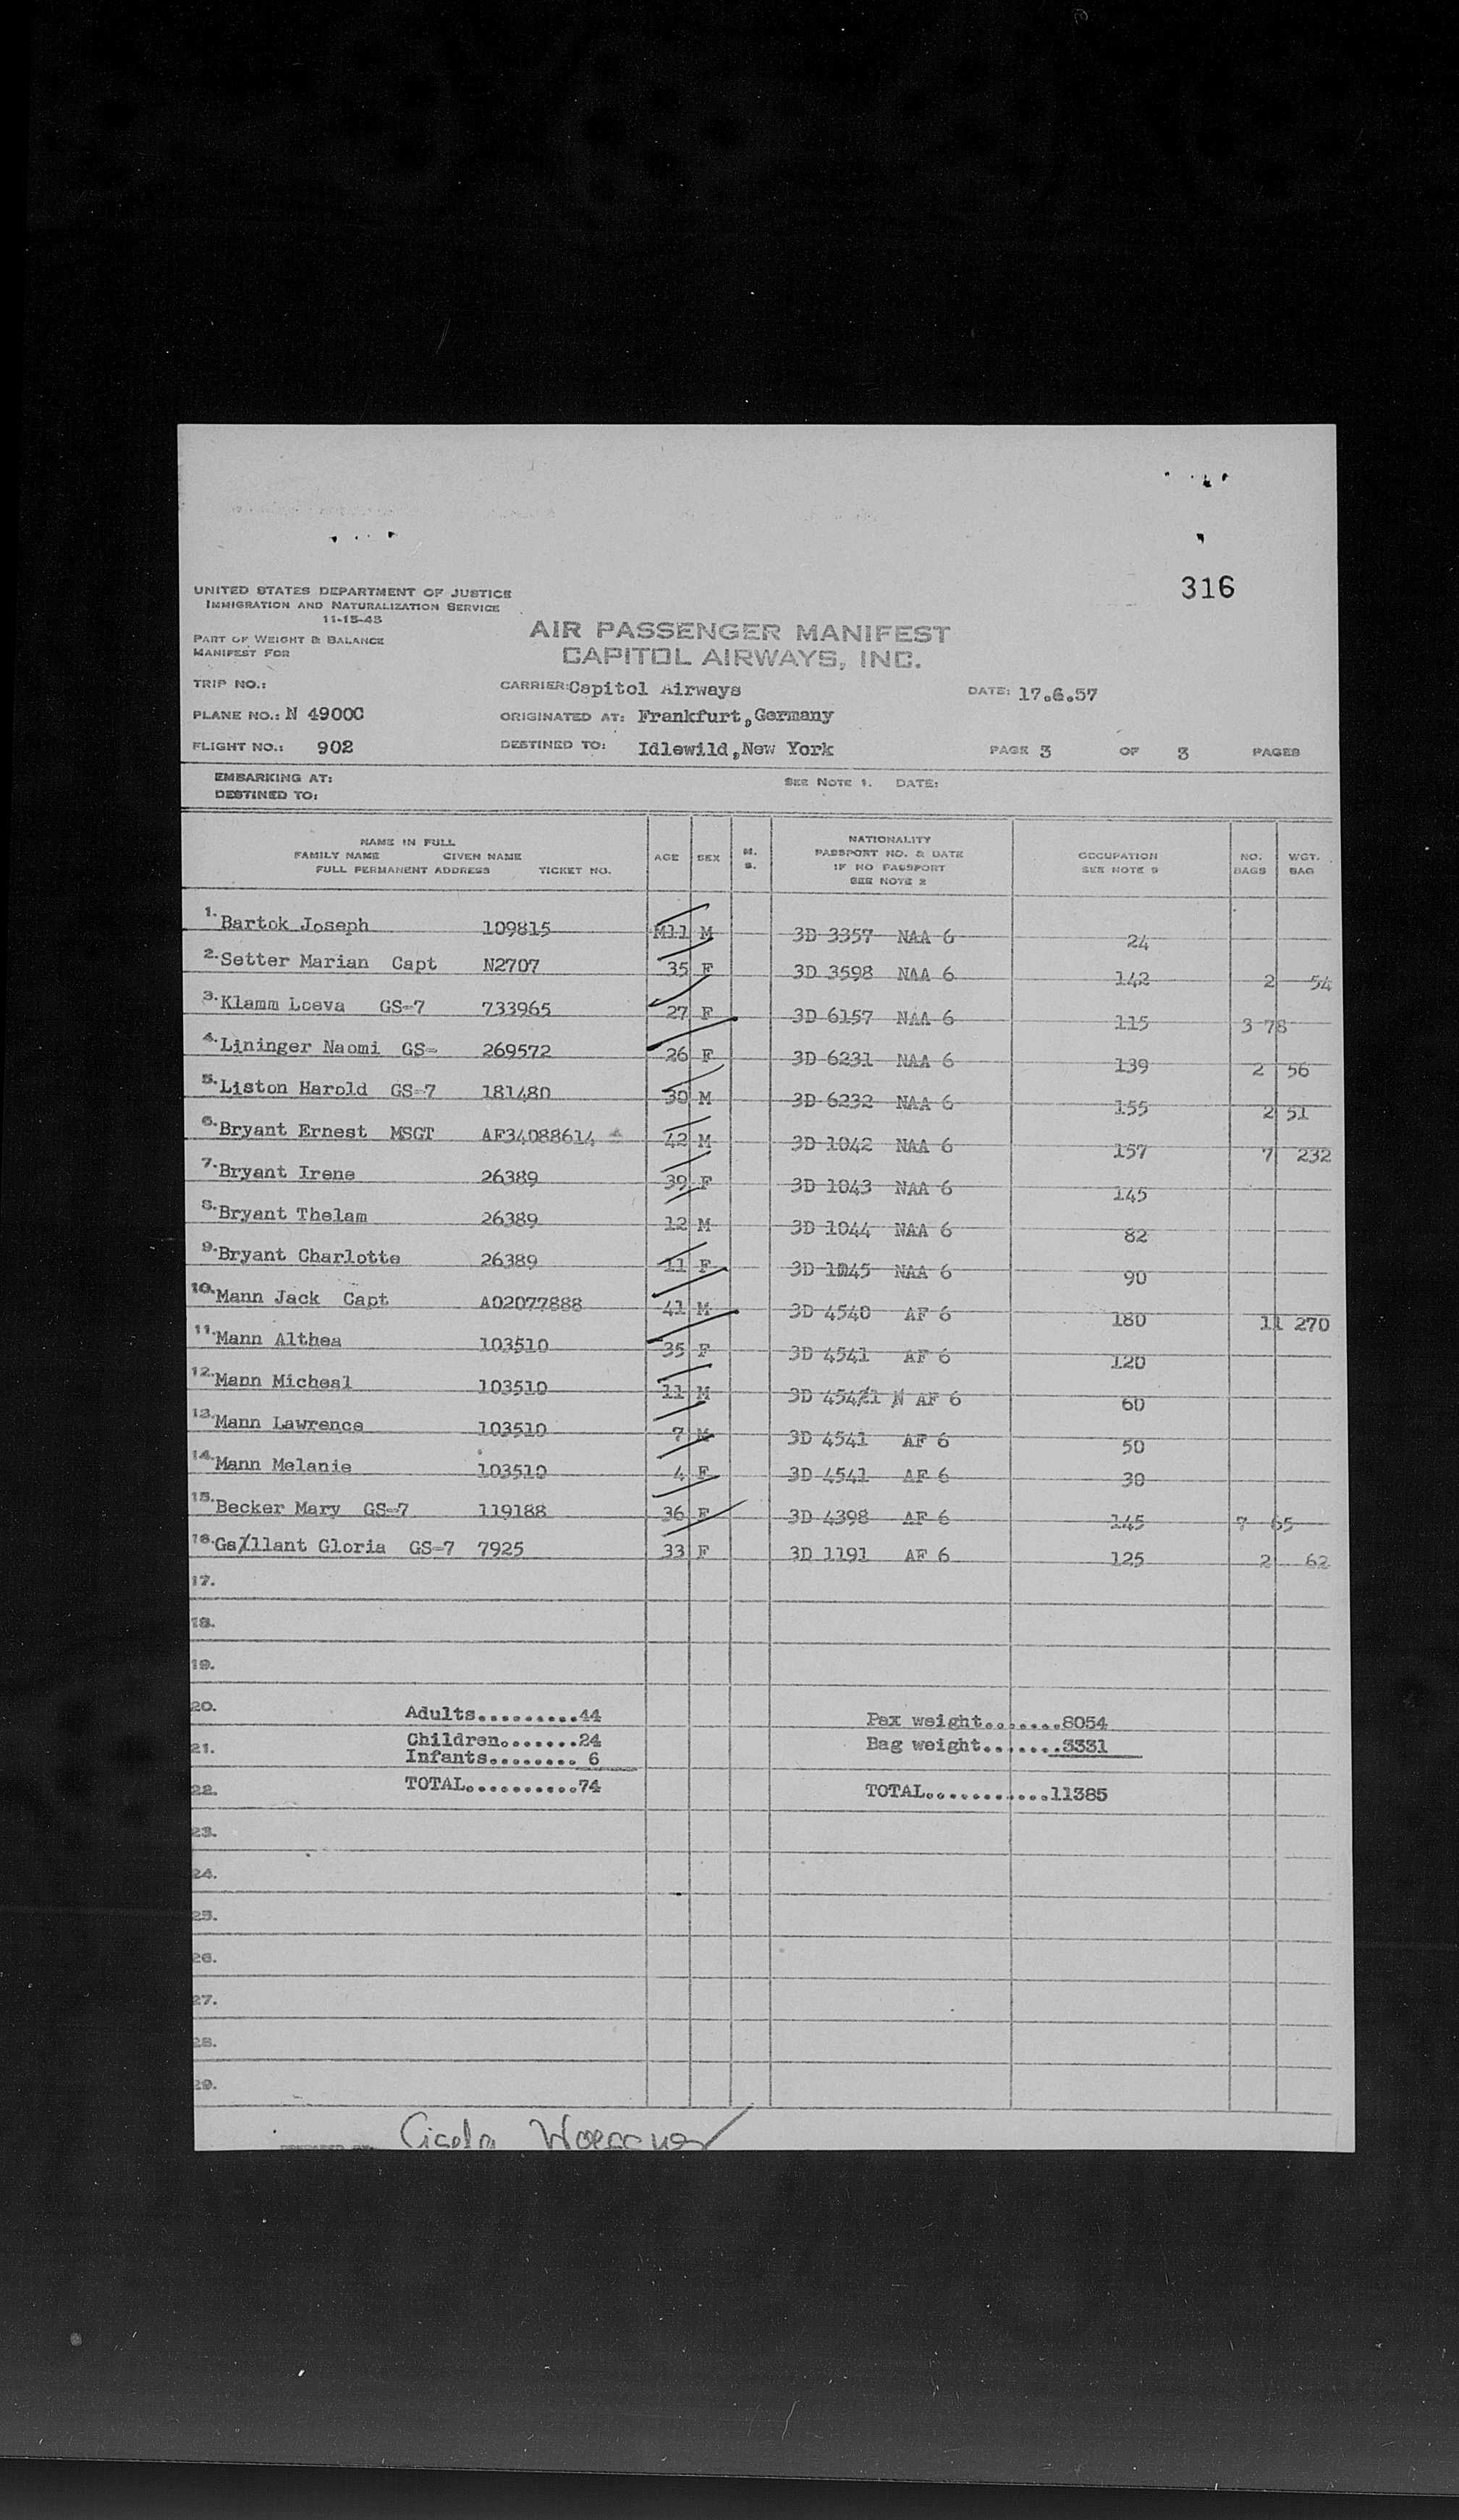 316
UNITED STATES DEPARTMENT OF JUSTICE
IMMIGRATION AND NATURALIZATION SERVICE
11-15-43
PART OF WEIGHT & BALANCE
MANIFEST FOR
AIR PASSENGER MANIFEST
CAPITOL AIRWAYS, INC.
TRIP NO.: CARRIER: Capitol Airways DATE: 17.6.57
PLANE NO.: N 4900C ORIGINATED AT: Frankfurt,Germany
FLIGHT NO.: 902 DESTINED TO: Idlewild,New York PAGE 3 OF 3 PAGES
EMBARKING AT: SEE NOTE 1. DATE:
DESTINED TO:
NAME IN FULL
FAMILY NAME GIVEN NAME
FULL PERMANENT ADDRESS TICKET NO. AGE SEX M. S. NATIONALITY PASSPORT NO. & DATE IF NO PASSPORT SEE NOTE 2 OCCUPATION SEE NOTE 9 NO. BAGS WGT. BAG
1. Bartok Joseph 109815 M11 M 3D 3357 NAA 6 24
2. Setter Marian Capt N2707 35 F 3D 3598 NAA 6 142 2 54
3. Klamm Loeva GS-7 733965 27 F 3D 6157 NAA 6 115 3 78
4. Lininger Naomi GS- 269572 26 F 3D 6231 NAA 6 139 2 56
5. Liston Harold GS-7 181480 30 M 3D 6232 NAA 6 155 2 51
6. Bryant Ernest MSGT AF34088614 42 M 3D 1042 NAA 6 157 7 232
7. Bryant Irene 26389 39 F 3D 1043 NAA 6 145
8. Bryant Thelam 26389 12 M 3D 1044 NAA 6 82
9. Bryant Charlotte 26389 11 F 3D 1045 NAA 6 90
10. Mann Jack Capt AO2077888 41 M 3D 4540 AF 6 180 11 270
11. Mann Althea 103510 35 F 3D 4541 AF 6 120
12. Mann Micheal 103510 11 M 3D 4541 AF 6 60
13. Mann Lawrence 103510 7 M 3D 4541 AF 6 50
14. Mann Melanie 103510 4 F 3D 4541 AF 6 30
15. Becker Mary GS-7 119188 36 F 3D 4398 AF 6 145 7 65
16. Ga/llant Gloria GS-7 7925 33 F 3D 1191 AF 6 125 2 62
17.
18.
19.
20. Adults..........44 Pax weight........8054
21. Children.......24 Bag weight........3331
Infants........ 6
22. TOTAL..........74 TOTAL............11385
23.
24.
25.
26.
27.
28.
29.